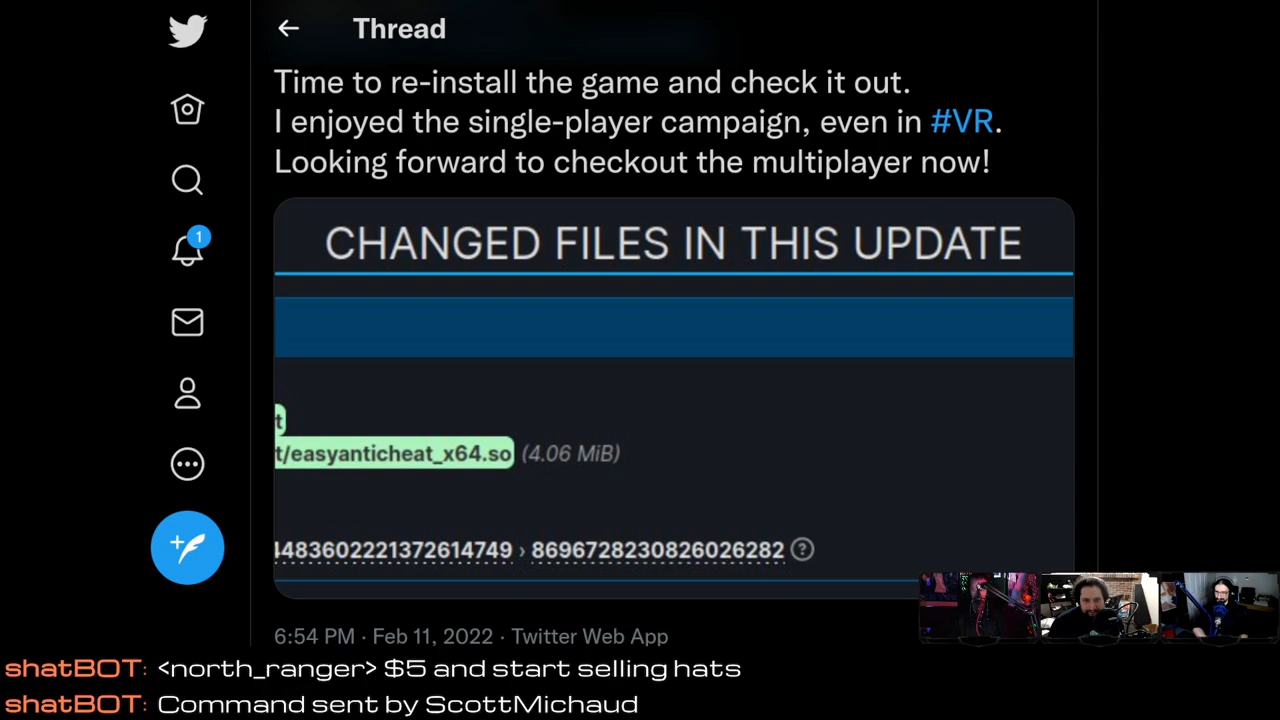 Thread
Time to re-install the game and check it out.
I enjoyed the single-player campaign, even in #VR.
Looking forward to checkout the multiplayer now!
1
CHANGED FILES IN THIS UPDATE
t
t/easyanticheat_x64.so (4.06 MiB)
4483602221372614749 › 8696728230826026282 ?
6:54 PM · Feb 11, 2022 · Twitter Web App
shatBOT: <north_ranger> $5 and start selling hats
shatBOT: Command sent by ScottMichaud